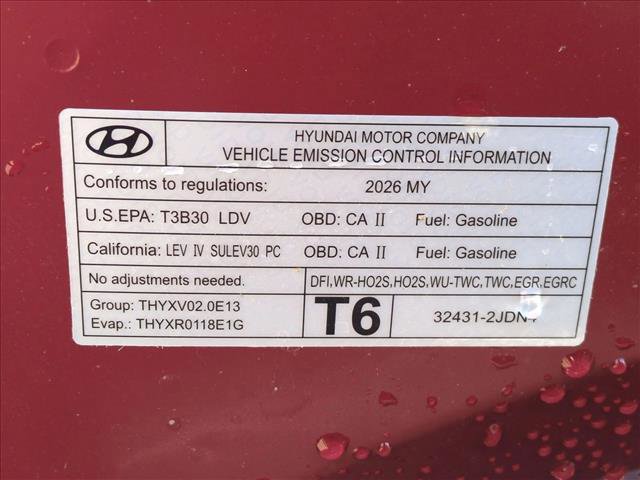 HYUNDAI MOTOR COMPANY
VEHICLE EMISSION CONTROL INFORMATION
Conforms to regulations: 2026 MY
U.S.EPA: T3B30 LDV OBD: CA II Fuel: Gasoline
California: LEV IV SULEV30 PC OBD: CA II Fuel: Gasoline
No adjustments needed. DFI,WR-HO2S,HO2S,WU-TWC,TWC,EGR,EGRC
Group: THYXV02.0E13
Evap.: THYXR0118E1G
T6